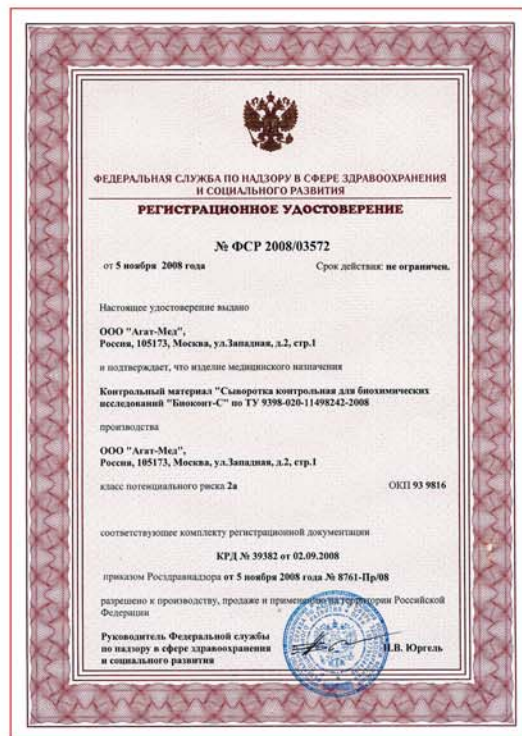 ФЕДЕРАЛЬНАЯ СЛУЖБА ПО НАДЗОРУ В СФЕРЕ ЗДРАВООХРАНЕНИЯ
И СОЦИАЛЬНОГО РАЗВИТИЯ
РЕГИСТРАЦИОННОЕ УДОСТОВЕРЕНИЕ
№ ФСР 2008/03572
от 5 ноября 2008 года Срок действия: не ограничен.
Настоящее удостоверение выдано
ООО "Агат-Мед",
Россия, 105173, Москва, ул.Западная, д.2, стр.1
и подтверждает, что изделие медицинского назначения
Контрольный материал "Сыворотка контрольная для биохимических
исследований "Биоконт-С" по ТУ 9398-020-11498242-2008
производства
ООО "Агат-Мед",
Россия, 105173, Москва, ул.Западная, д.2, стр.1
класс потенциального риска 2а ОКП 93 9816
соответствующее комплекту регистрационной документации
КРД № 39382 от 02.09.2008
приказом Росздравнадзора от 5 ноября 2008 года № 8761-Пр/08
разрешено к производству, продаже и применению на территории Российской
Федерации
Руководитель Федеральной службы
по надзору в сфере здравоохранения
и социального развития
Н.В. Юргель